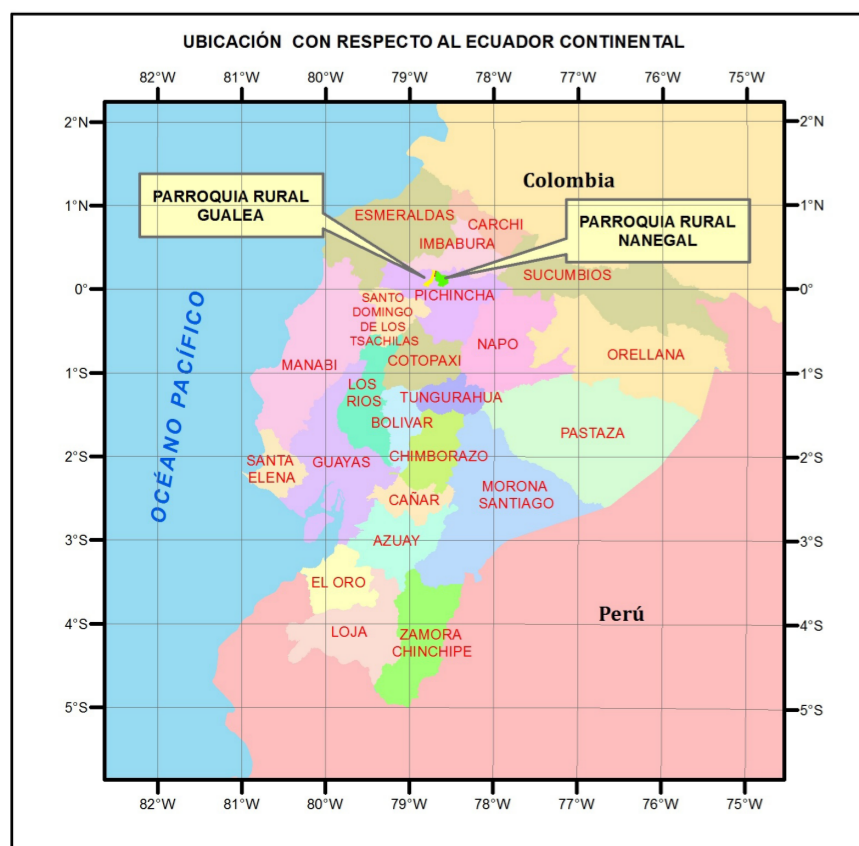 UBICACIÓN CON RESPECTO AL ECUADOR CONTINENTAL
82°W 81°W 80°W 79°W 78°W 77°W 76°W 75°W
2°N
2°N
PARROQUIA RURAL
GUALEA
Colombia
1°N
1°N
ESMERALDAS
CARCHI
PARROQUIA RURAL
NANEGAL
IMBABURA
SUCUMBIOS
0°
0°
PICHINCHA
SANTO
DOMINGO
DE LOS
TSACHILAS
NAPO
ORELLANA
MANABI
COTOPAXI
1°S
1°S
LOS
RIOS
TUNGURAHUA
BOLIVAR
PASTAZA
OCÉANO PACÍFICO
2°S
2°S
SANTA
ELENA
GUAYAS
CHIMBORAZO
MORONA
SANTIAGO
CAÑAR
3°S
3°S
AZUAY
EL ORO
Perú
4°S
4°S
LOJA
ZAMORA
CHINCHIPE
5°S
5°S
82°W 81°W 80°W 79°W 78°W 77°W 76°W 75°W